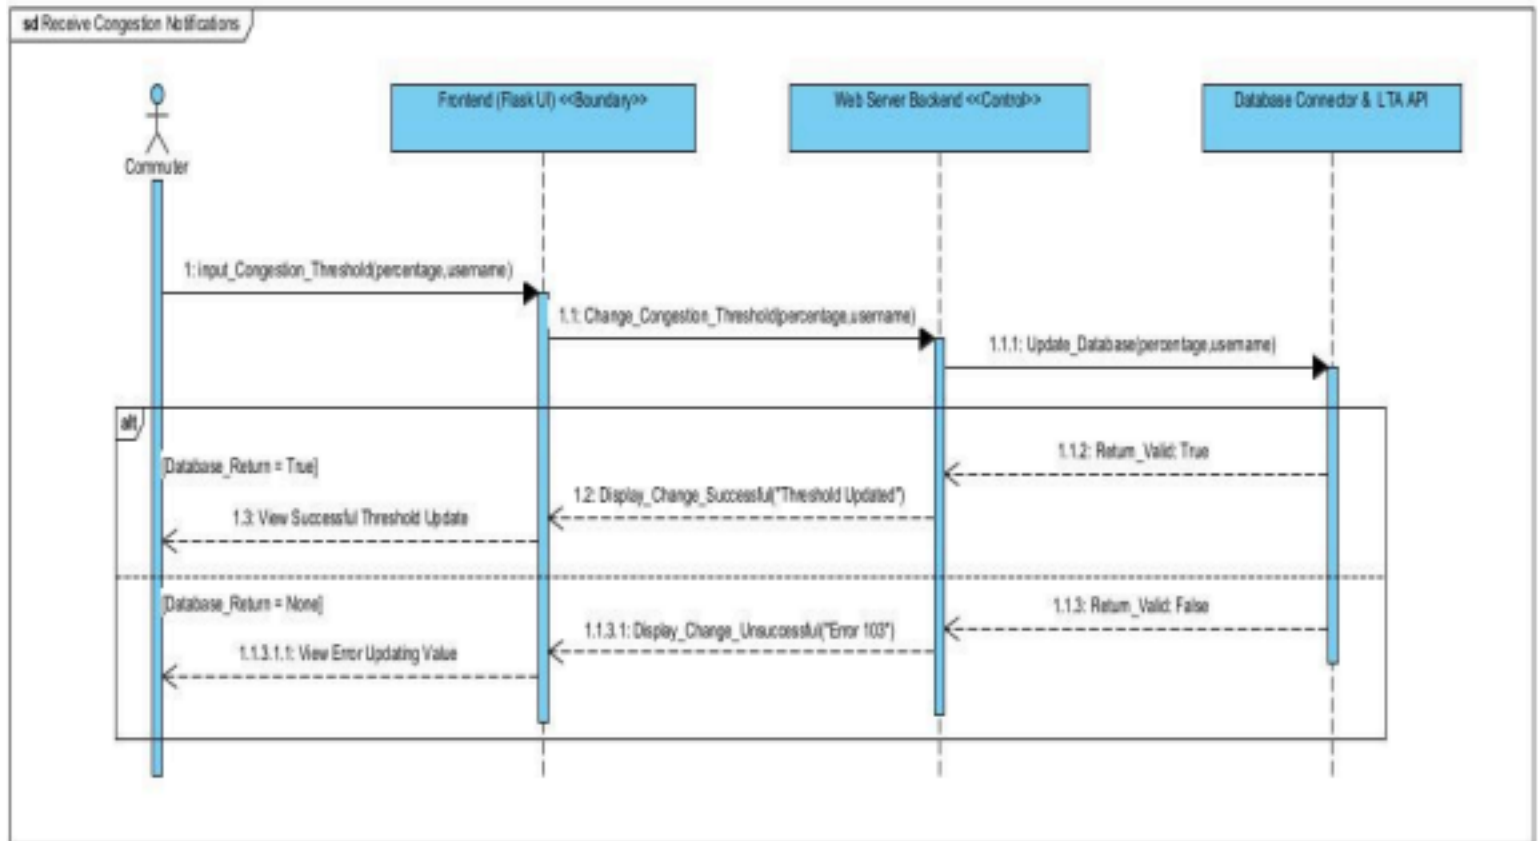 sd Receive Congestion Notifications
Commuter
Frontend (Flask UI) <<Boundary>>
Web Server Backend <<Control>>
Database Connector & LTA API
1: input_Congestion_Threshold(percentage,username)
1.1: Change_Congestion_Threshold(percentage,username)
1.1.1: Update_Database(percentage,username)
alt
[Database_Return = True]
1.1.2: Return_Valid: True
1.2: Display_Change_Successful("Threshold Updated")
1.3: View Successful Threshold Update
[Database_Return = None]
1.1.3: Return_Valid: False
1.1.3.1: Display_Change_Unsuccessful("Error 103")
1.1.3.1.1: View Error Updating Value